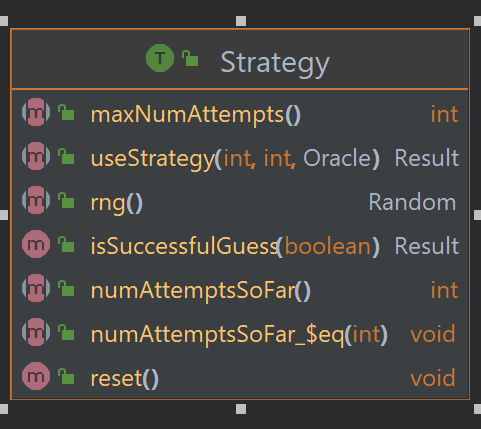 T Strategy
m maxNumAttempts() int
m useStrategy(int, int, Oracle) Result
m rng() Random
m isSuccessfulGuess(boolean) Result
m numAttemptsSoFar() int
m numAttemptsSoFar_$eq(int) void
m reset() void